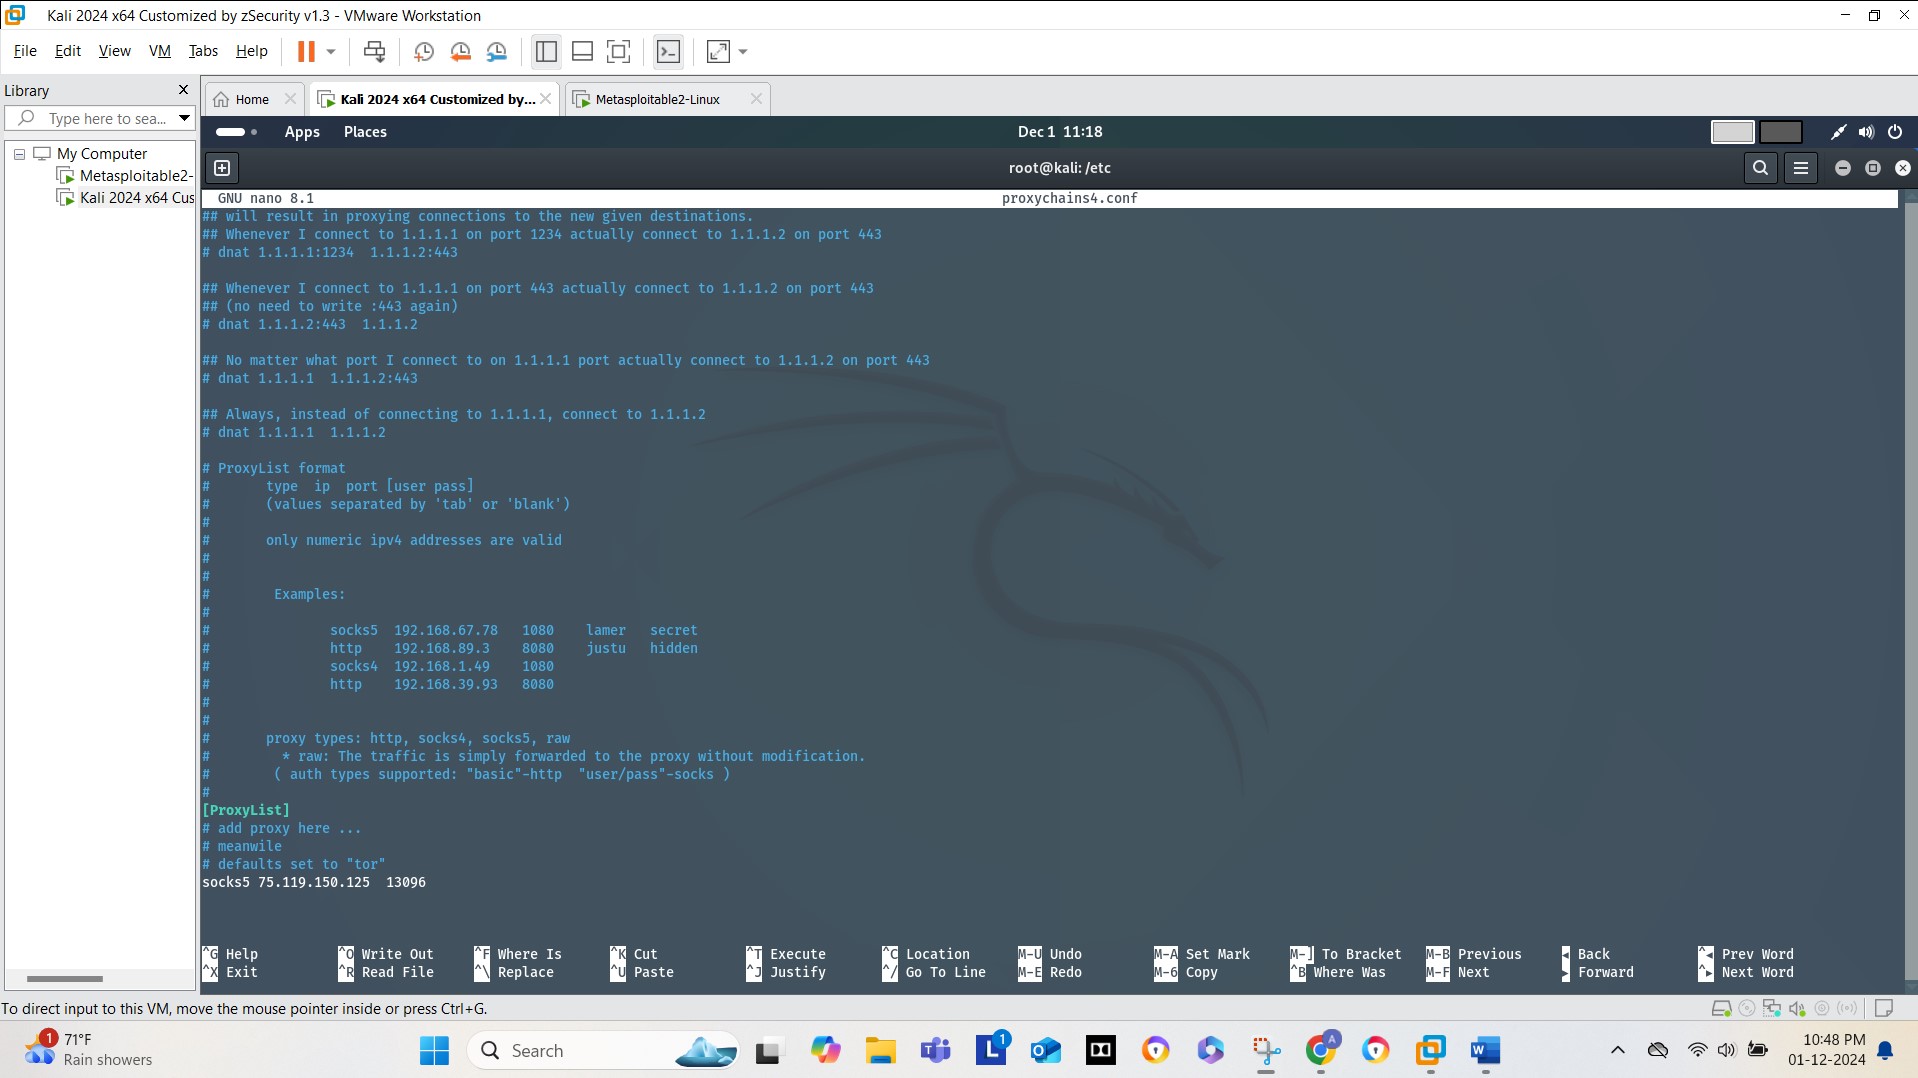 Kali 2024 x64 Customized by zSecurity v1.3 - VMware Workstation
File Edit View VM Tabs Help
Library
Type here to sea...
My Computer
Metasploitable2-
Kali 2024 x64 Cus
Home
Kali 2024 x64 Customized by...
Metasploitable2-Linux
Apps Places Dec 1 11:18
root@kali: /etc
GNU nano 8.1 proxychains4.conf
## will result in proxying connections to the new given destinations.
## Whenever I connect to 1.1.1.1 on port 1234 actually connect to 1.1.1.2 on port 443
# dnat 1.1.1.1:1234  1.1.1.2:443
## Whenever I connect to 1.1.1.1 on port 443 actually connect to 1.1.1.2 on port 443
## (no need to write :443 again)
# dnat 1.1.1.2:443  1.1.1.2
## No matter what port I connect to on 1.1.1.1 port actually connect to 1.1.1.2 on port 443
# dnat 1.1.1.1  1.1.1.2:443
## Always, instead of connecting to 1.1.1.1, connect to 1.1.1.2
# dnat 1.1.1.1  1.1.1.2
# ProxyList format
#       type  ip  port [user pass]
#       (values separated by 'tab' or 'blank')
#
#       only numeric ipv4 addresses are valid
#
#
#        Examples:
#
#               socks5  192.168.67.78   1080    lamer   secret
#               http    192.168.89.3    8080    justu   hidden
#               socks4  192.168.1.49    1080
#               http    192.168.39.93   8080
#
#
#       proxy types: http, socks4, socks5, raw
#         * raw: The traffic is simply forwarded to the proxy without modification.
#        ( auth types supported: "basic"-http  "user/pass"-socks )
#
[ProxyList]
# add proxy here ...
# meanwile
# defaults set to "tor"
socks5 75.119.150.125  13096
^G Help ^O Write Out ^F Where Is ^K Cut ^T Execute ^C Location M-U Undo M-A Set Mark M-] To Bracket M-B Previous ◂ Back ^◂ Prev Word
^X Exit ^R Read File ^\ Replace ^U Paste ^J Justify ^/ Go To Line M-E Redo M-6 Copy ^B Where Was M-F Next ▸ Forward ^▸ Next Word
To direct input to this VM, move the mouse pointer inside or press Ctrl+G.
1
71°F
Rain showers
Search
1
A
10:48 PM
01-12-2024